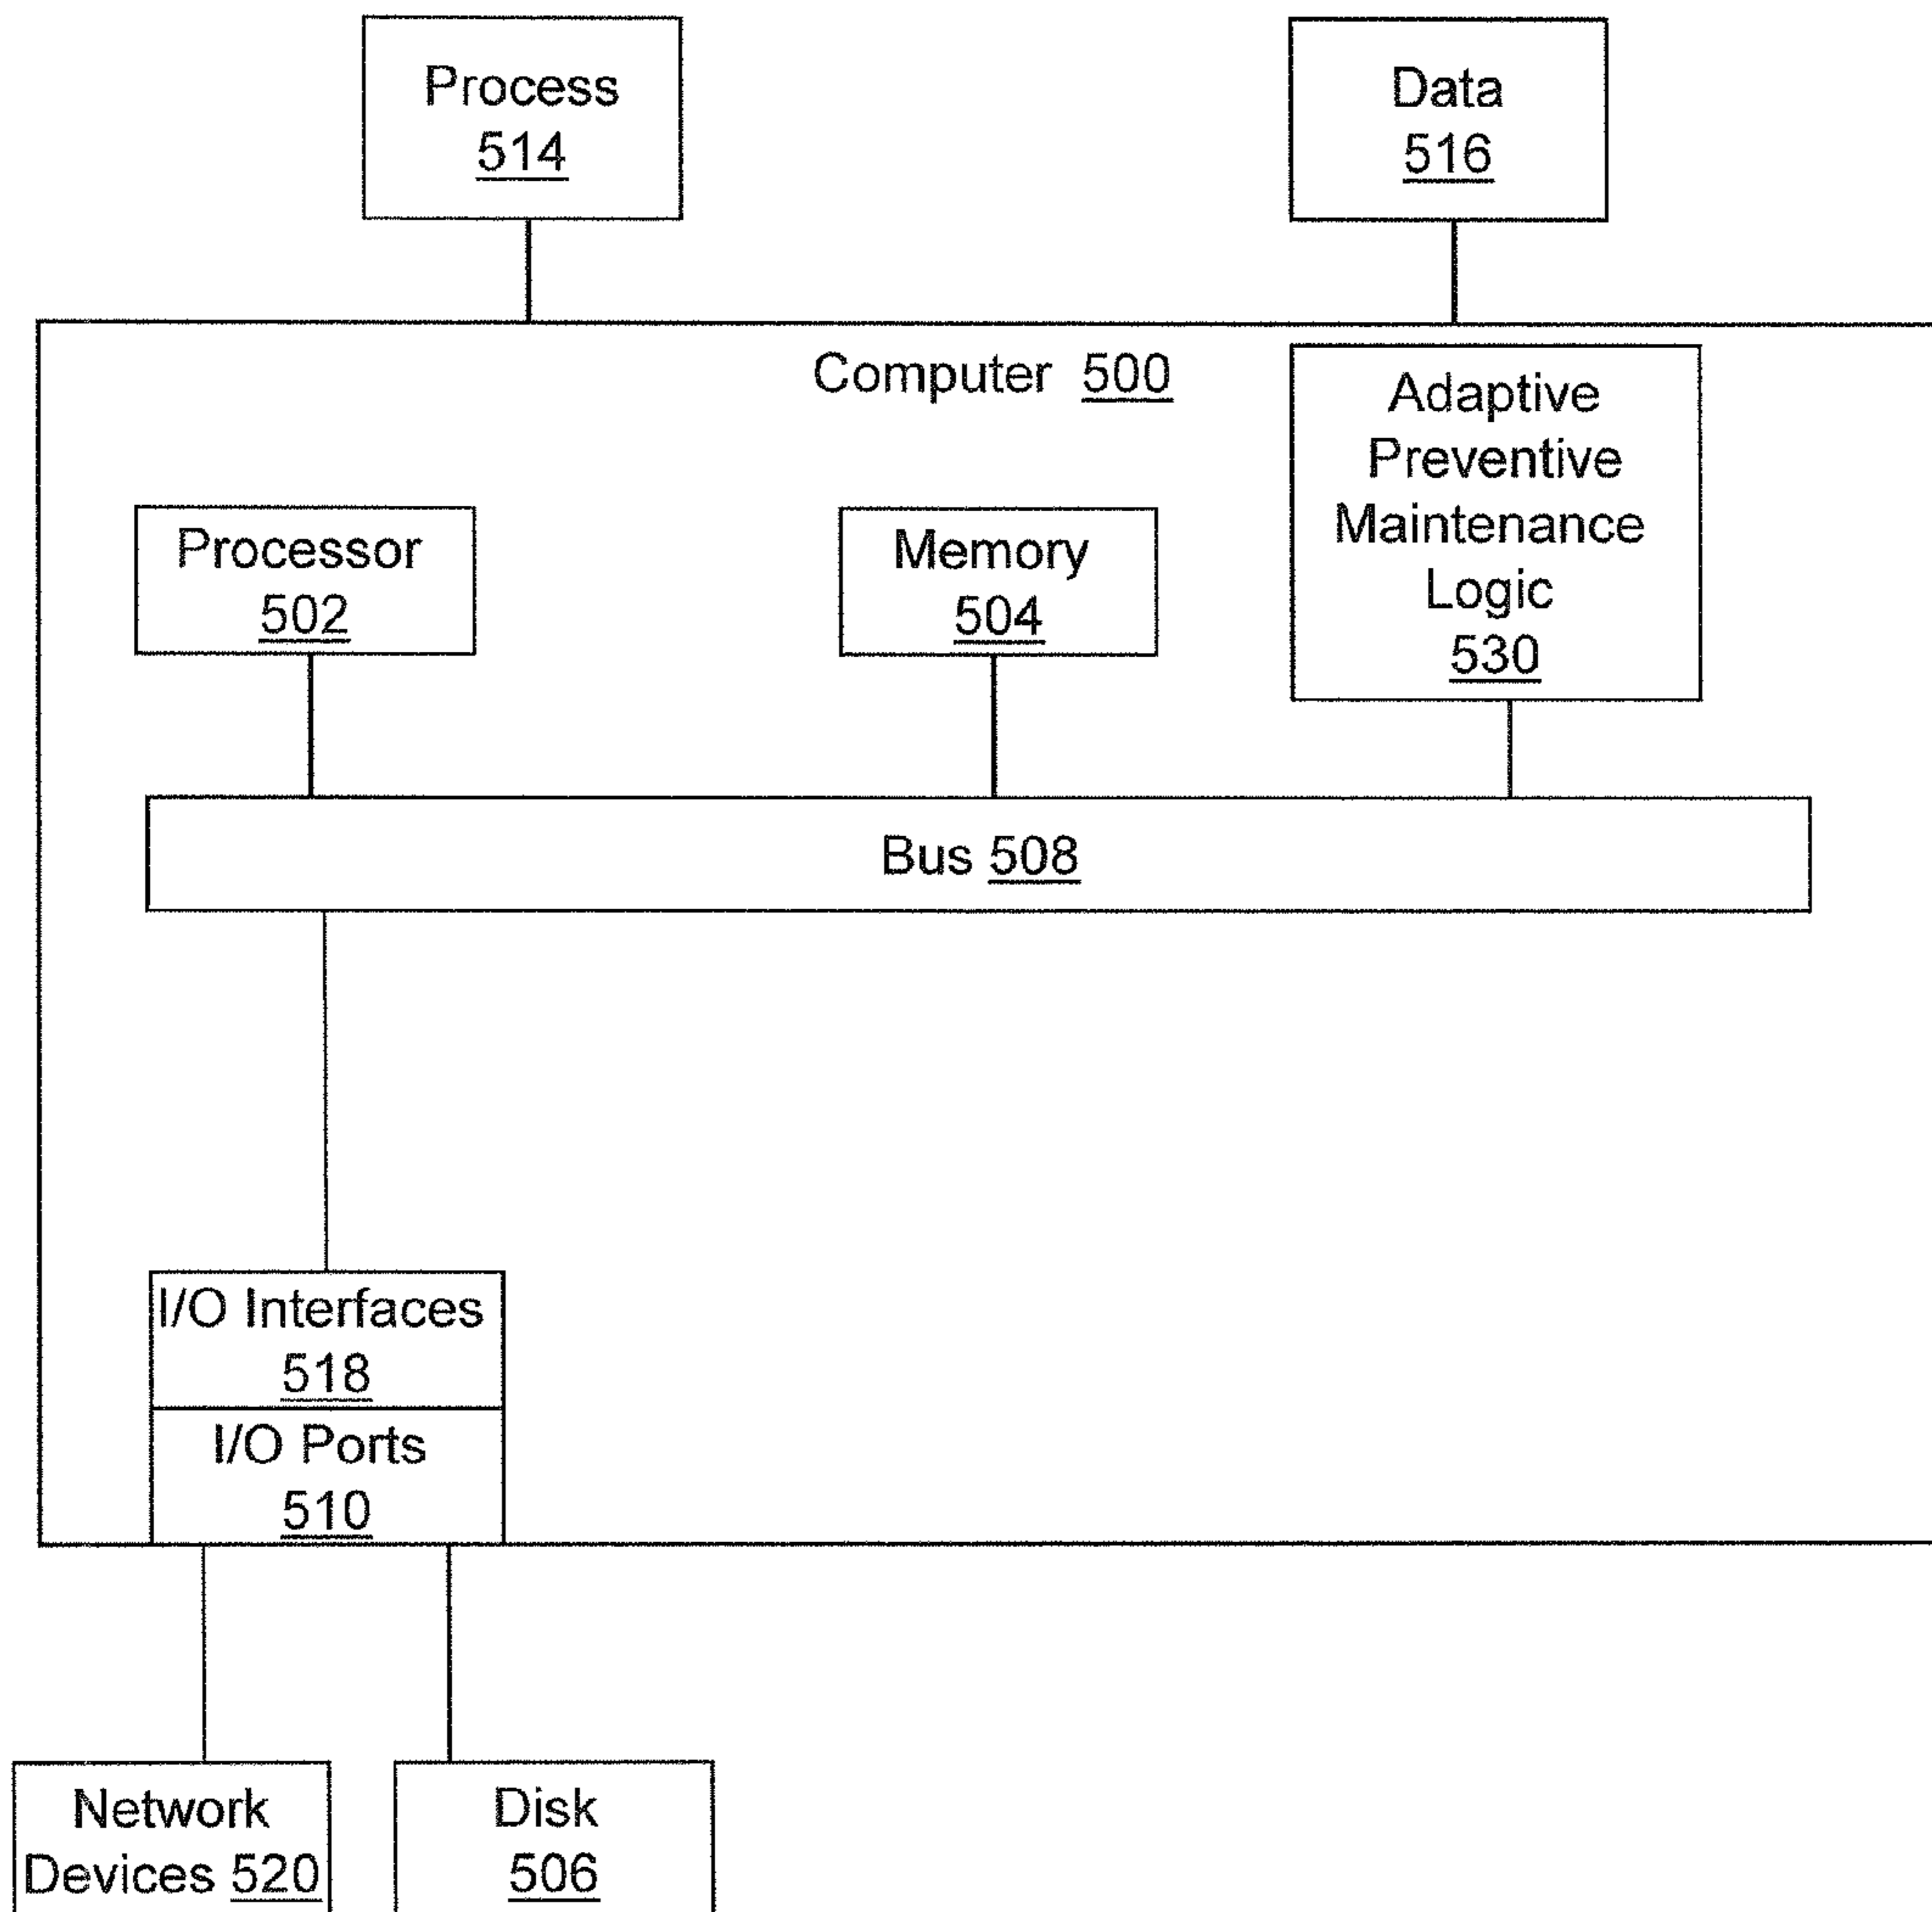 Process
514
Data
516
Computer 500
Adaptive
Preventive
Maintenance
Logic
530
Processor
502
Memory
504
Bus 508
I/O Interfaces
518
I/O Ports
510
Network
Devices 520
Disk
506